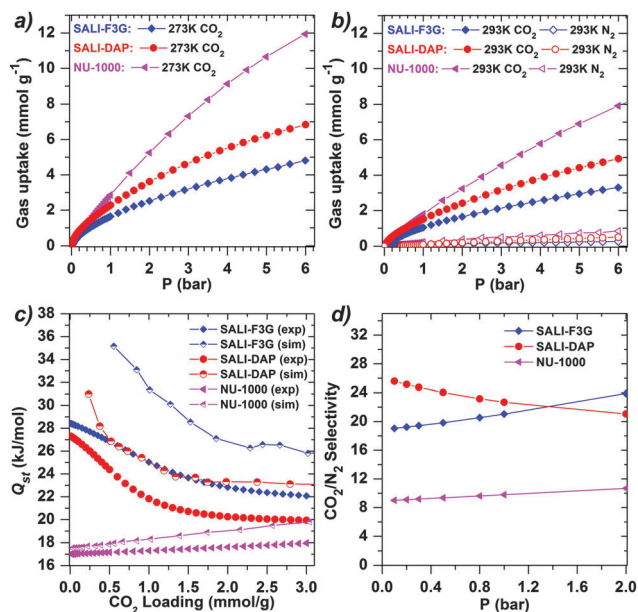 a)
SALI-F3G: 273K CO2
SALI-DAP: 273K CO2
NU-1000: 273K CO2
Gas uptake (mmol g-1)
12
10
8
6
4
2
0
0 1 2 3 4 5 6
P (bar)
b)
SALI-F3G: 293K CO2 293K N2
SALI-DAP: 293K CO2 293K N2
NU-1000: 293K CO2 293K N2
Gas uptake (mmol g-1)
12
10
8
6
4
2
0
0 1 2 3 4 5 6
P (bar)
c)
SALI-F3G (exp)
SALI-F3G (sim)
SALI-DAP (exp)
SALI-DAP (sim)
NU-1000 (exp)
NU-1000 (sim)
Qst (kJ/mol)
38
36
34
32
30
28
26
24
22
20
18
16
0.0 0.5 1.0 1.5 2.0 2.5 3.0
CO2 Loading (mmol/g)
d)
SALI-F3G
SALI-DAP
NU-1000
CO2/N2 Selectivity
36
32
28
24
20
16
12
8
4
0
0.0 0.4 0.8 1.2 1.6 2.0
P (bar)